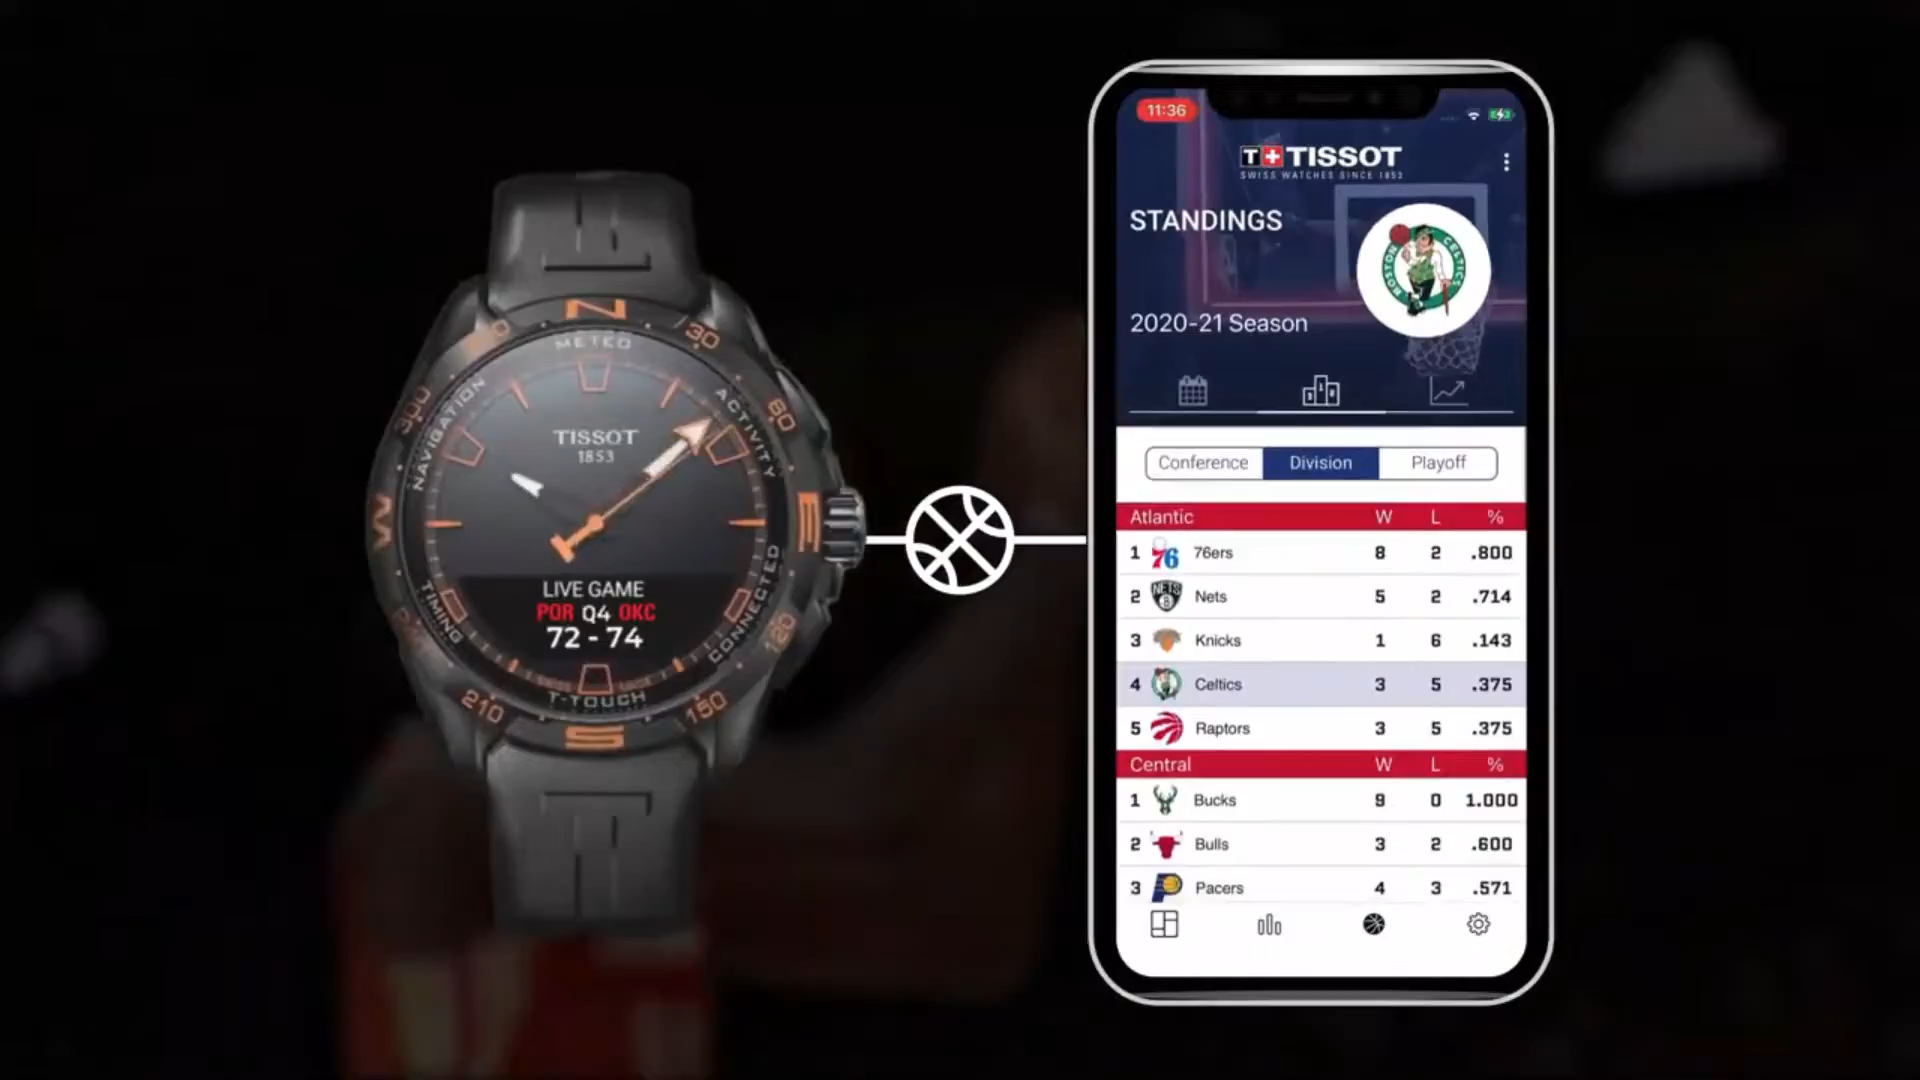 N
30
60
E
120
150
S
210
W
300
METEO
ACTIVITY
CONNECTED
T-TOUCH
TIMING
NAVIGATION
TISSOT
1853
LIVE GAME
POR Q4 OKC
72 - 74
11:36
T+ TISSOT
SWISS WATCHES SINCE 1853
STANDINGS
BOSTON CELTICS
2020-21 Season
Conference Division Playoff
Atlantic W L %
1 76 76ers 8 2 .800
2 NETS B Nets 5 2 .714
3 Knicks 1 6 .143
4 Celtics 3 5 .375
5 Raptors 3 5 .375
Central W L %
1 Bucks 9 0 1.000
2 Bulls 3 2 .600
3 Pacers 4 3 .571